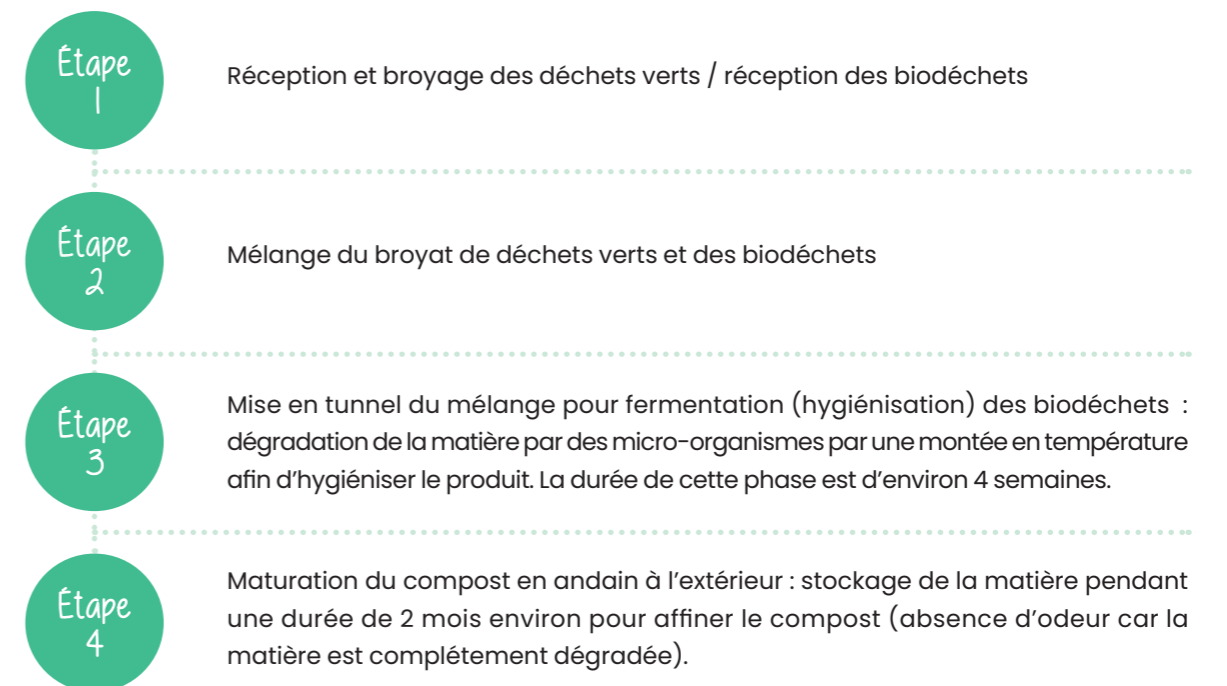 Étape
1
Réception et broyage des déchets verts / réception des biodéchets
Étape
2
Mélange du broyat de déchets verts et des biodéchets
Étape
3
Mise en tunnel du mélange pour fermentation (hygiénisation) des biodéchets :
dégradation de la matière par des micro-organismes par une montée en température
afin d'hygiéniser le produit. La durée de cette phase est d'environ 4 semaines.
Étape
4
Maturation du compost en andain à l'extérieur : stockage de la matière pendant
une durée de 2 mois environ pour affiner le compost (absence d'odeur car la
matière est complétement dégradée).